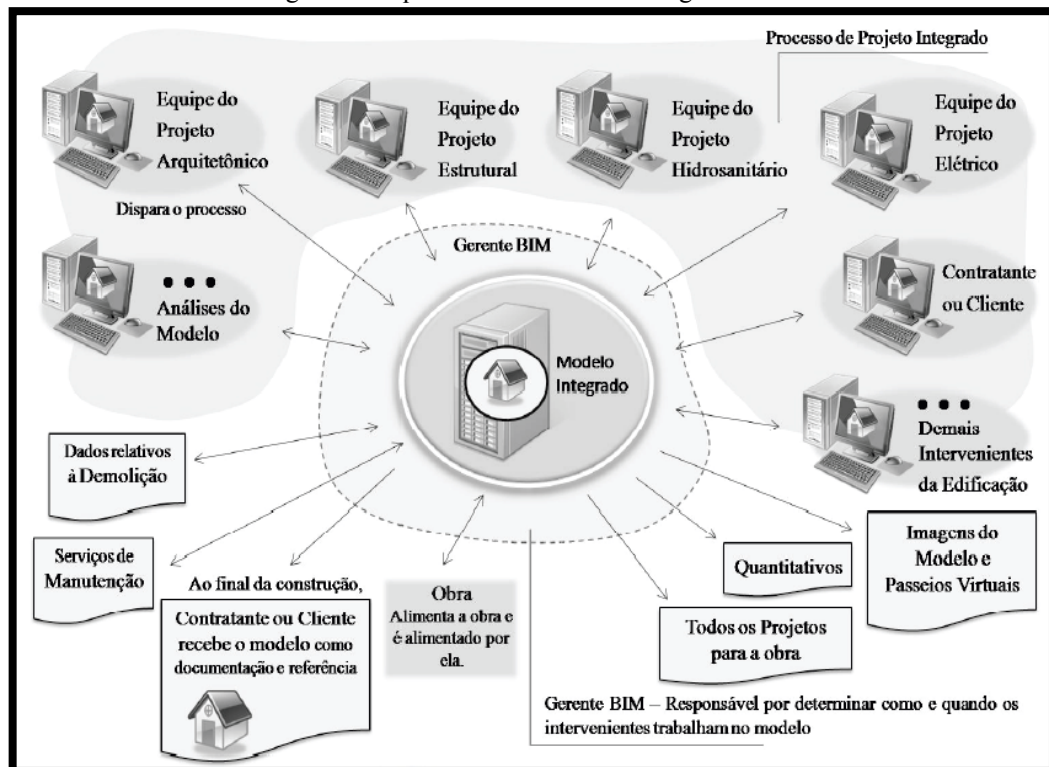 Processo de Projeto Integrado
Equipe do
Projeto
Arquitetônico
Equipe do
Projeto
Estrutural
Equipe do
Projeto
Hidrosanitário
Equipe do
Projeto
Elétrico
Dispara o processo
Gerente BIM
Análises do
Modelo
Contratante
ou Cliente
Modelo
Integrado
Demais
Intervenientes
da Edificação
Dados relativos
à Demolição
Serviços de
Manutenção
Ao final da construção,
Contratante ou Cliente
recebe o modelo como
documentação e referência
Obra
Alimenta a obra e
é alimentado por
ela.
Quantitativos
Imagens do
Modelo e
Passeios Virtuais
Todos os Projetos
para a obra
Gerente BIM – Responsável por determinar como e quando os
intervenientes trabalham no modelo